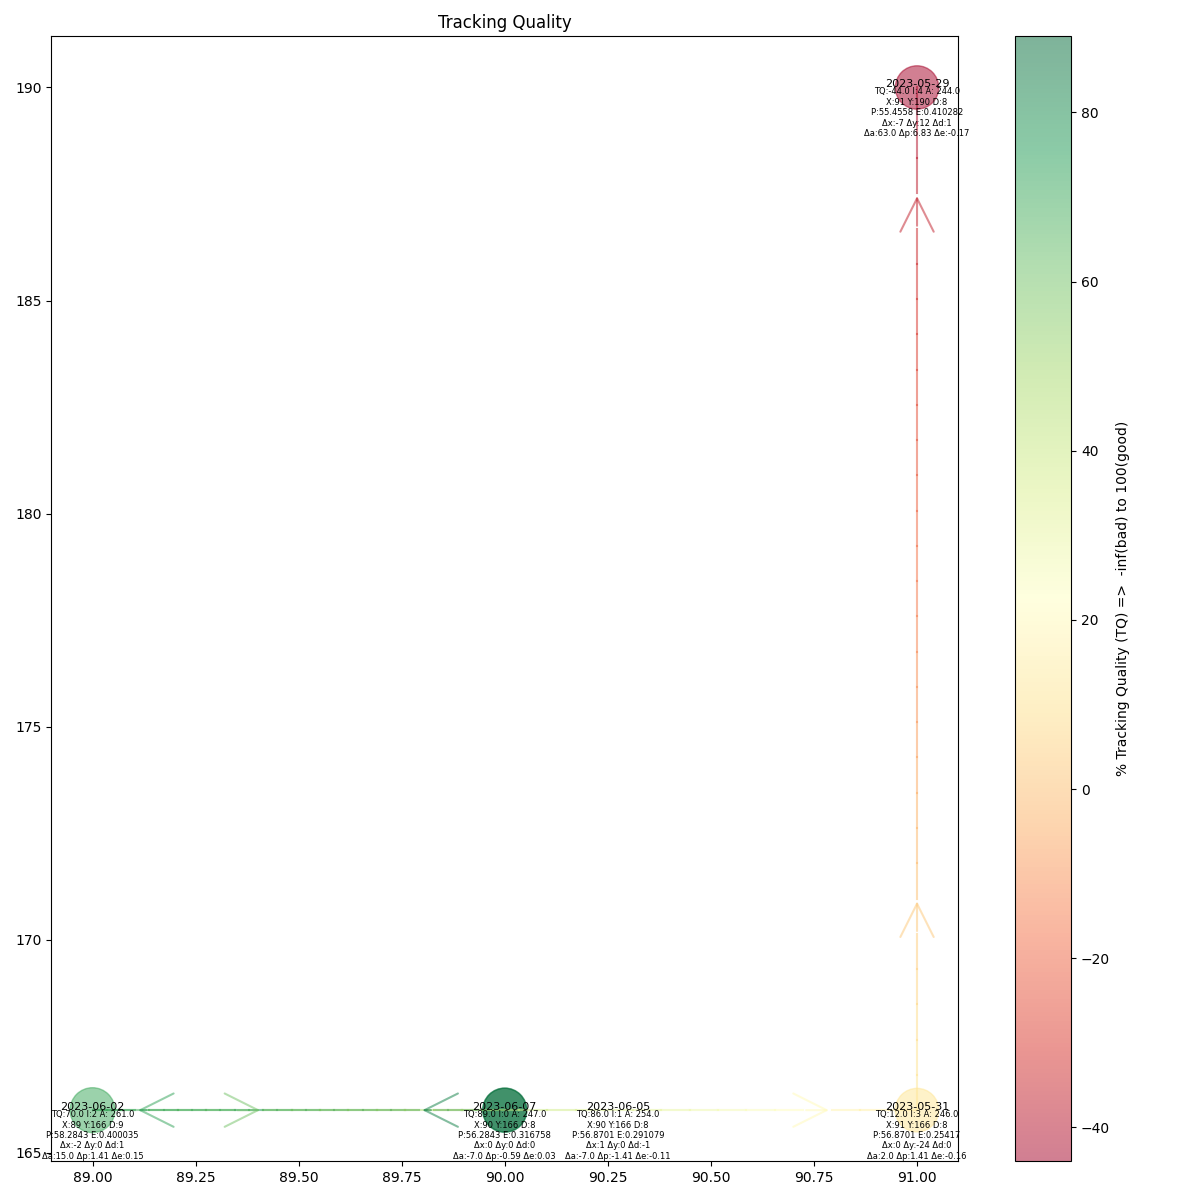 Tracking Quality
190
185
180
175
170
165
2023-05-29
TQ:-44.0 I:4 A: 244.0
X:91 Y:190 D:8
P:55.4558 E:0.410282
Δx:-7 Δy:12 Δd:1
Δa:63.0 Δp:6.83 Δe:-0.17
2023-06-02
TQ:70.0 I:2 A: 261.0
X:89 Y:166 D:9
P:58.2843 E:0.400035
Δx:-2 Δy:0 Δd:1
Δa:15.0 Δp:1.41 Δe:0.15
2023-06-07
TQ:89.0 I:0 A: 247.0
X:90 Y:166 D:8
P:56.2843 E:0.316758
Δx:0 Δy:0 Δd:0
Δa:-7.0 Δp:-0.59 Δe:0.03
2023-06-05
TQ:86.0 I:1 A: 254.0
X:90 Y:166 D:8
P:56.8701 E:0.291079
Δx:1 Δy:0 Δd:-1
Δa:-7.0 Δp:-1.41 Δe:-0.11
2023-05-31
TQ:12.0 I:3 A: 246.0
X:91 Y:166 D:8
P:56.8701 E:0.25417
Δx:0 Δy:-24 Δd:0
Δa:2.0 Δp:1.41 Δe:-0.16
89.00 89.25 89.50 89.75 90.00 90.25 90.50 90.75 91.00
80
60
40
20
0
−20
−40
% Tracking Quality (TQ) => -inf(bad) to 100(good)